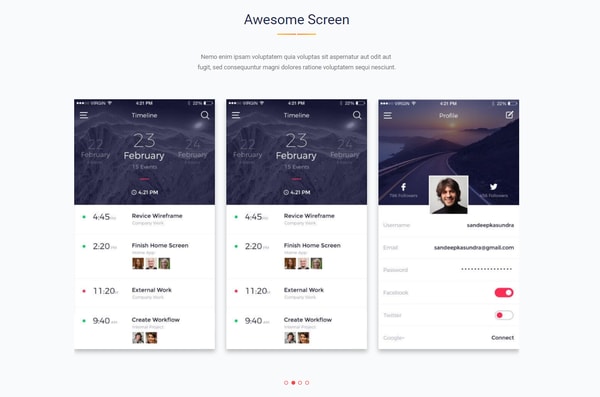 Awesome Screen
Nemo enim ipsam voluptatem quia voluptas sit aspernatur aut odit aut
fugit, sed consequuntur magni dolores ratione voluptatem sequi nesciunt.
VIRGIN 4:21 PM 22%
Timeline
22
February
23
February
15 Events
24
February
4:21 PM
4:45 PM Revice Wireframe
Company Work
2:20 PM Finish Home Screen
Home App
11:20 External Work
Company Work
9:40 AM Create Workflow
Internal Project
VIRGIN 4:21 PM 22%
Timeline
22
February
23
February
15 Events
24
February
4:21 PM
4:45 PM Revice Wireframe
Company Work
2:20 PM Finish Home Screen
Home App
11:20 External Work
Company Work
9:40 AM Create Workflow
Internal Project
VIRGIN 4:21 PM 22%
Profile
Followers
Followers
Username sandeepkasundra
Email sandeepkasundra@gmail.com
Password ****************
Facebook
Twitter
Google+ Connect